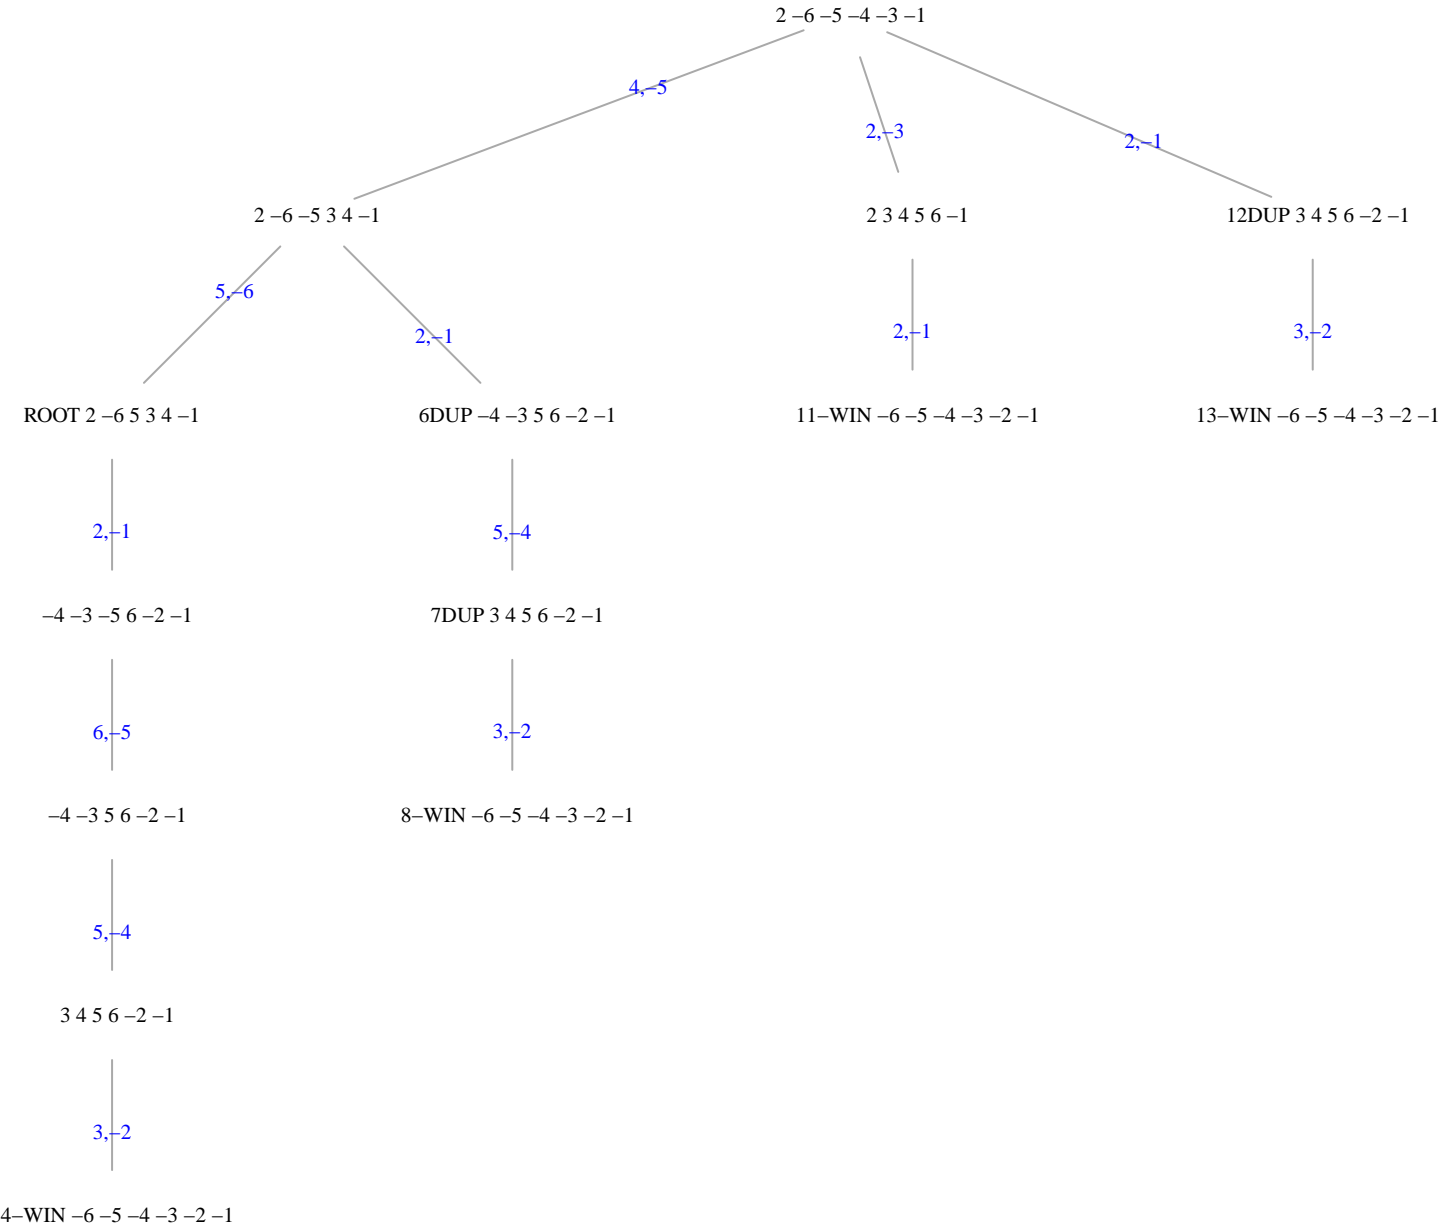 2 –6 –5 –4 –3 –1
4,–5
2,–3
2,–1
2 –6 –5 3 4 –1
2 3 4 5 6 –1
12DUP 3 4 5 6 –2 –1
5,–6
2,–1
2,–1
3,–2
ROOT 2 –6 5 3 4 –1
6DUP –4 –3 5 6 –2 –1
11–WIN –6 –5 –4 –3 –2 –1
13–WIN –6 –5 –4 –3 –2 –1
2,–1
5,–4
–4 –3 –5 6 –2 –1
7DUP 3 4 5 6 –2 –1
6,–5
3,–2
–4 –3 5 6 –2 –1
8–WIN –6 –5 –4 –3 –2 –1
5,–4
3 4 5 6 –2 –1
3,–2
4–WIN –6 –5 –4 –3 –2 –1